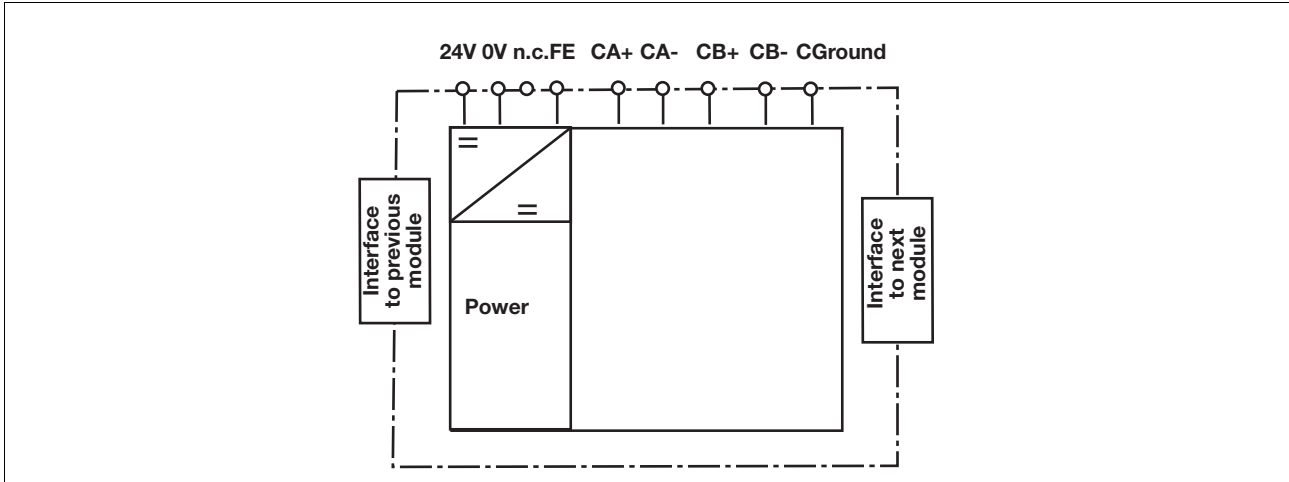 24V 0V n.c.FE CA+ CA- CB+ CB- CGround
=
=
Interface
to previous
module
Power
Interface
to next
module